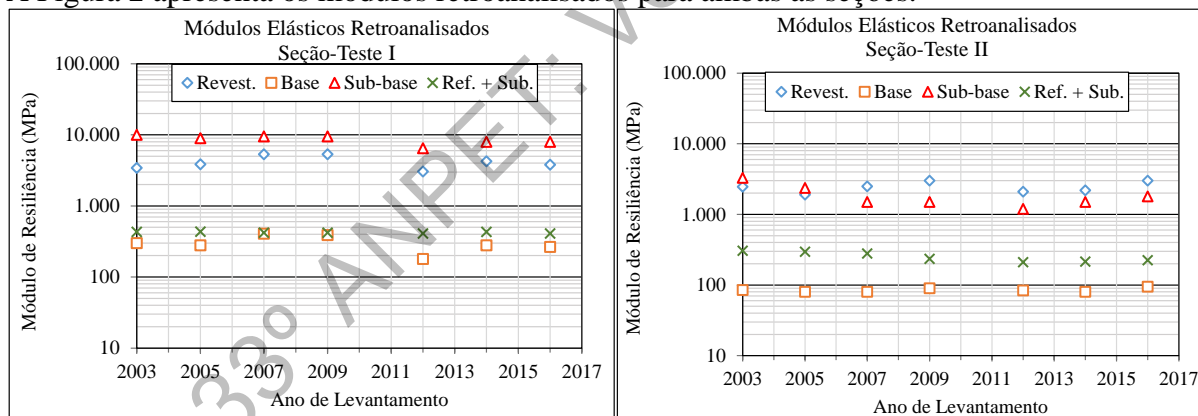 A Figura 2 apresenta os módulos retroanalisados para ambas as seções.
Módulos Elásticos Retroanalisados
Seção-Teste I
100.000
10.000
1.000
100
10
Módulo de Resiliência (MPa)
Revest. Base Sub-base Ref. + Sub.
2003 2005 2007 2009 2011 2013 2015 2017
Ano de Levantamento
Módulos Elásticos Retroanalisados
Seção-Teste II
100.000
10.000
1.000
100
10
Módulo de Resiliência (MPa)
Revest. Base Sub-base Ref. + Sub.
2003 2005 2007 2009 2011 2013 2015 2017
Ano de Levantamento
33º ANPET: